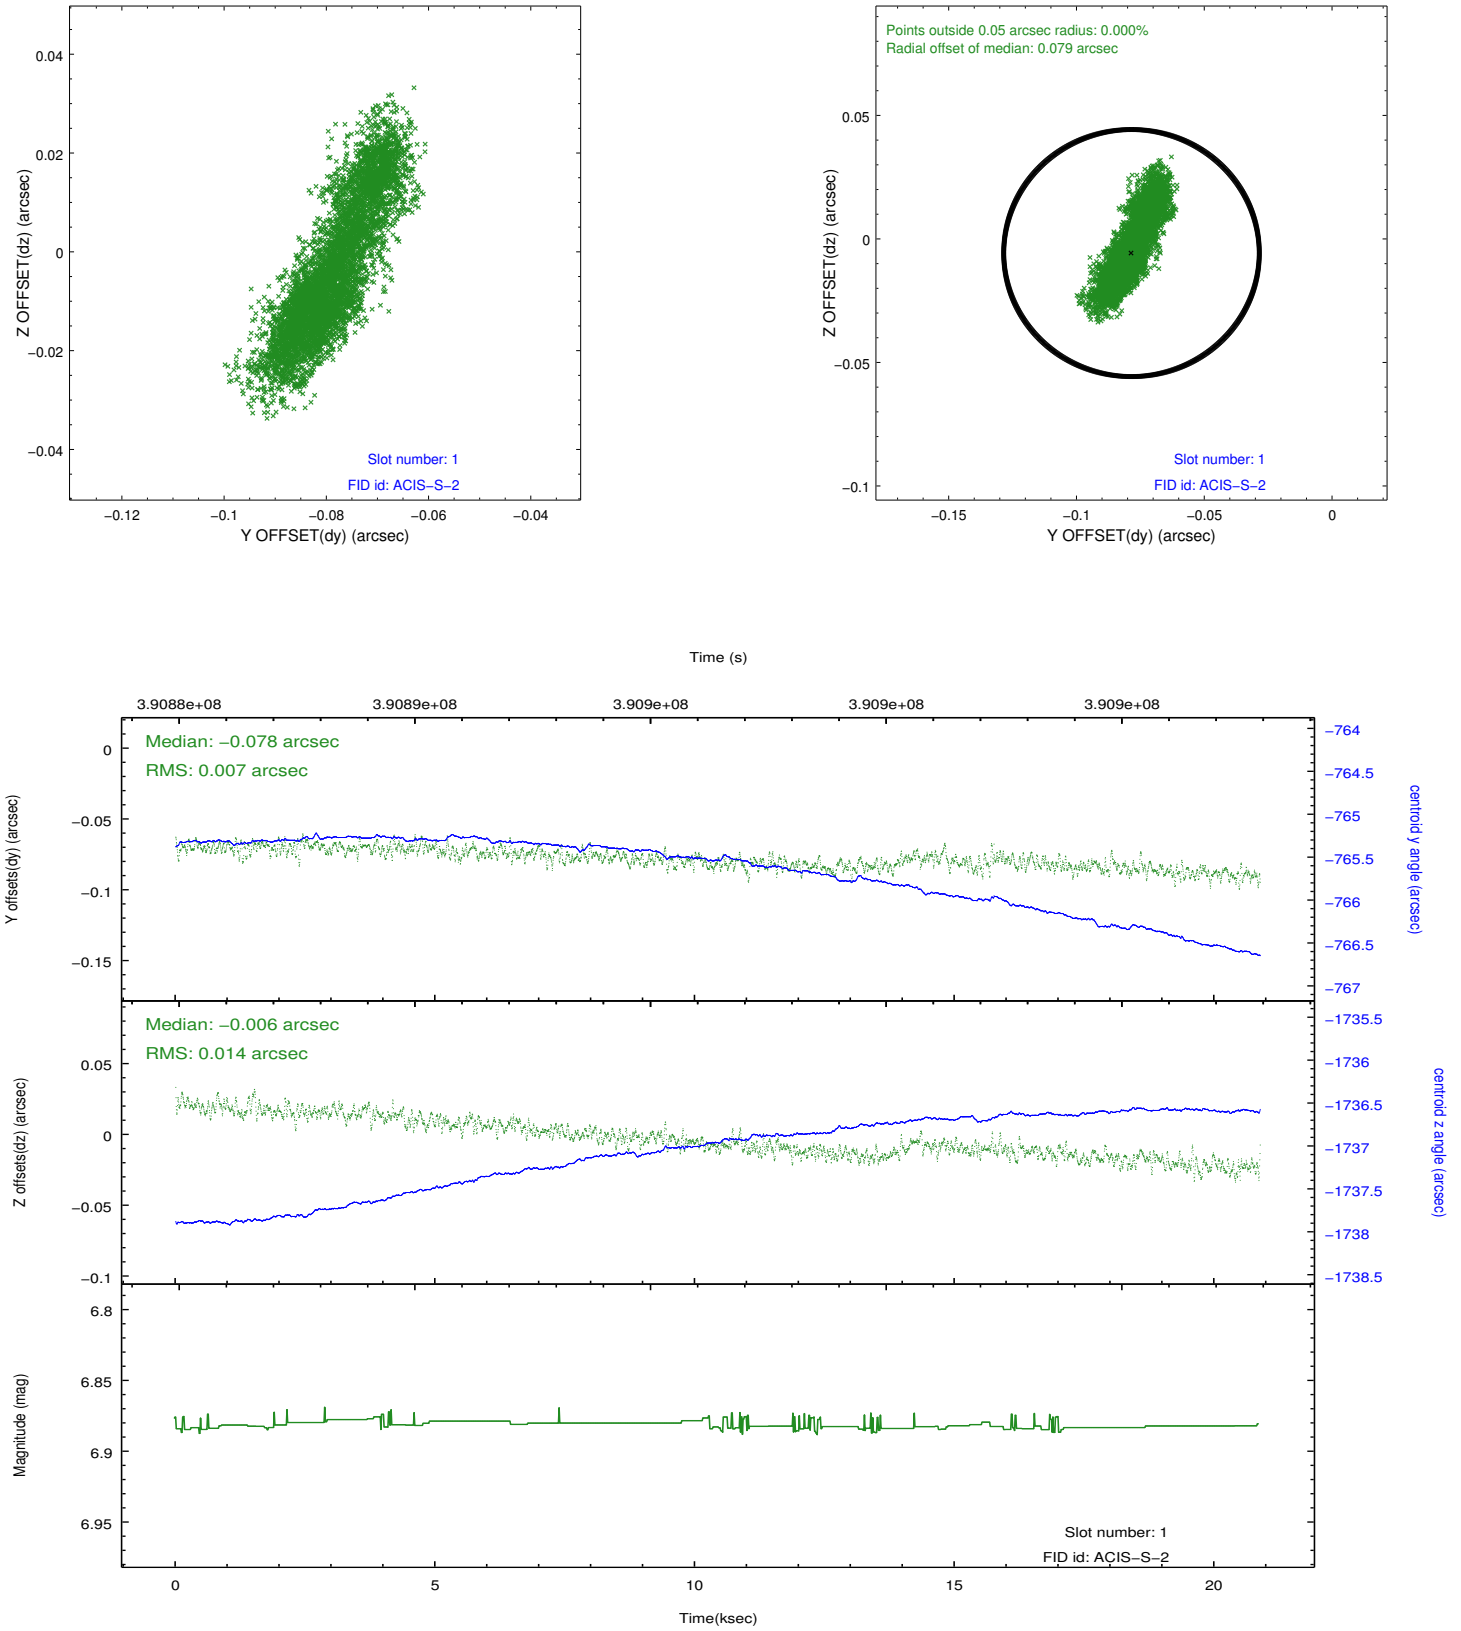 0.04
0.02
0
−0.02
−0.04
Z OFFSET(dz) (arcsec)
−0.12
−0.1
−0.08
−0.06
−0.04
Y OFFSET(dy) (arcsec)
Slot number: 1
FID id: ACIS−S−2
Points outside 0.05 arcsec radius: 0.000%
Radial offset of median: 0.079 arcsec
0.05
0
−0.05
−0.1
Z OFFSET(dz) (arcsec)
Slot number: 1
FID id: ACIS−S−2
−0.15
−0.1
−0.05
0
Y OFFSET(dy) (arcsec)
Time (s)
3.9088e+08
3.9089e+08
3.909e+08
3.909e+08
3.909e+08
Median: −0.078 arcsec
RMS: 0.007 arcsec
0
−0.05
−0.1
−0.15
Y offsets(dy) (arcsec)
−764
−764.5
−765
−765.5
−766
−766.5
−767
centroid y angle (arcsec)
Median: −0.006 arcsec
RMS: 0.014 arcsec
0.05
0
−0.05
−0.1
Z offsets(dz) (arcsec)
−1735.5
−1736
−1736.5
−1737
−1737.5
−1738
−1738.5
centroid z angle (arcsec)
6.8
6.85
6.9
6.95
Magnitude (mag)
Slot number: 1
FID id: ACIS−S−2
0
5
10
15
20
Time(ksec)